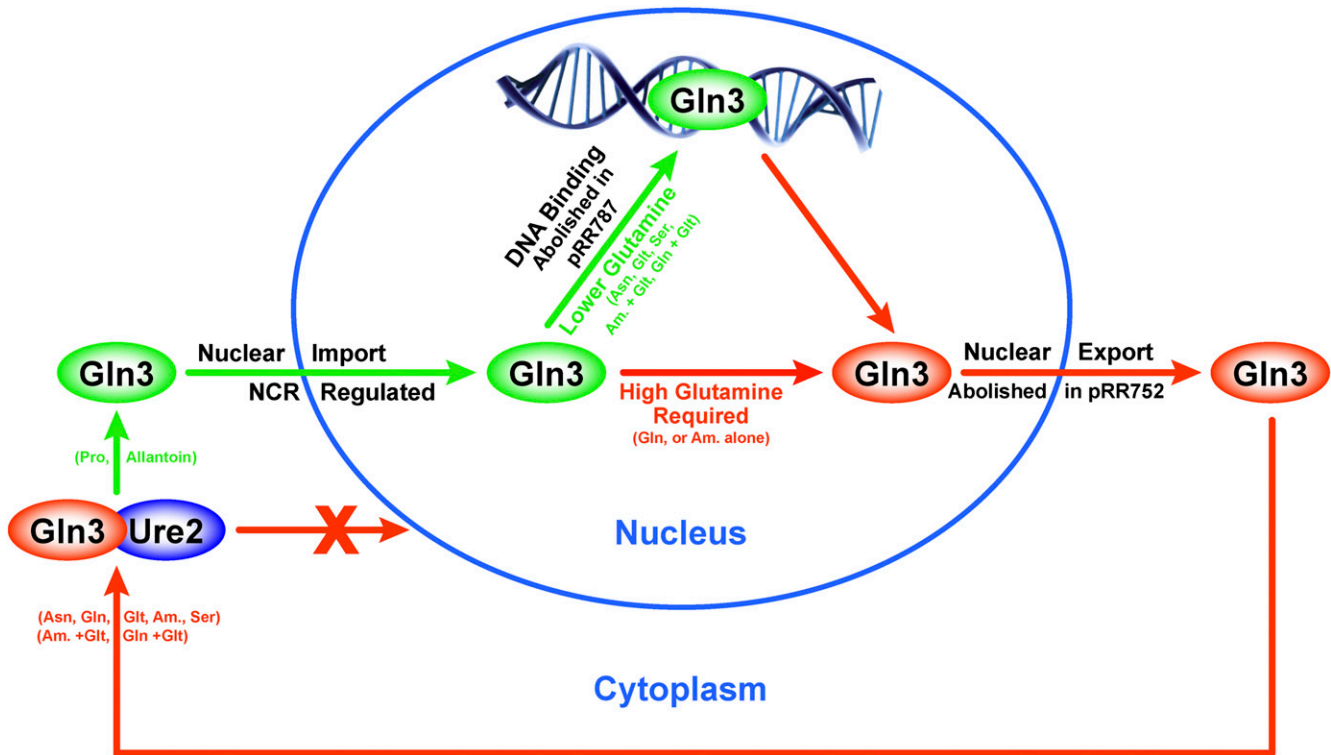 Gln3
DNA Binding
Abolished in
pRR787
Lower Glutamine
(Asn, Glt, Ser,
Am. + Glt, Gln + Glt)
Gln3
Nuclear Import
NCR Regulated
Gln3
High Glutamine
Required
(Gln, or Am. alone)
Gln3
Nuclear Export
Abolished in pRR752
Gln3
(Pro, Allantoin)
Gln3 Ure2
X
Nucleus
(Asn, Gln, Glt, Am., Ser)
(Am. +Glt, Gln +Glt)
Cytoplasm